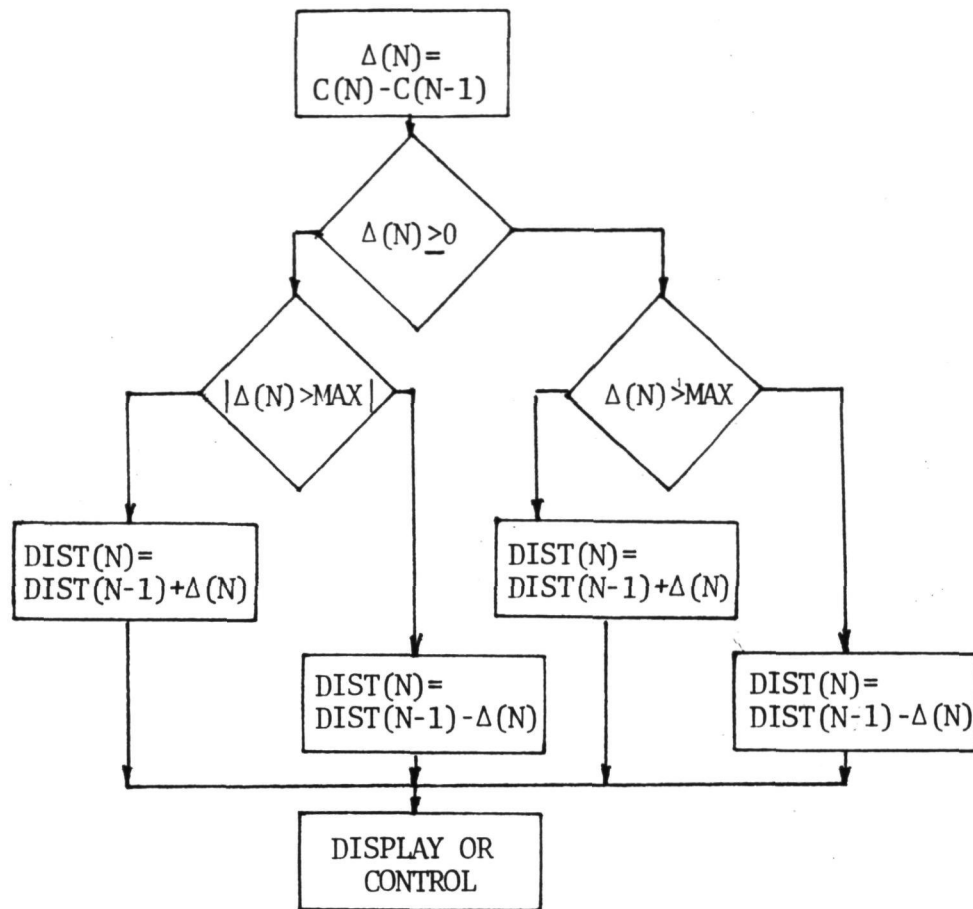 Δ(N)=
C(N)-C(N-1)
Δ(N)≥0
|Δ(N)>MAX|
Δ(N)>MAX
DIST(N)=
DIST(N-1)+Δ(N)
DIST(N)=
DIST(N-1)+Δ(N)
DIST(N)=
DIST(N-1)-Δ(N)
DIST(N)=
DIST(N-1)-Δ(N)
DISPLAY OR
CONTROL